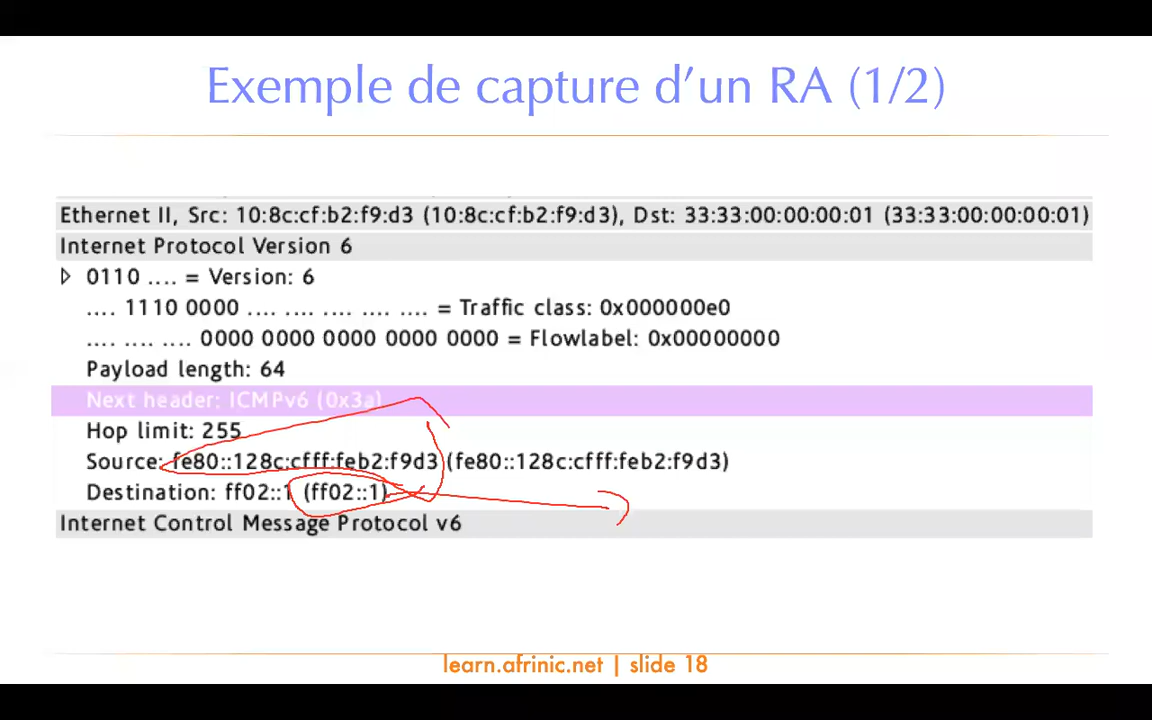 Exemple de capture d'un RA (1/2)
Ethernet II, Src: 10:8c:cf:b2:f9:d3 (10:8c:cf:b2:f9:d3), Dst: 33:33:00:00:00:01 (33:33:00:00:00:01)
Internet Protocol Version 6
0110 .... = Version: 6
.... 1110 0000 .... .... .... .... .... = Traffic class: 0x000000e0
.... .... .... 0000 0000 0000 0000 0000 = Flowlabel: 0x00000000
Payload length: 64
Next header: ICMPv6 (0x3a)
Hop limit: 255
Source: fe80::128c:cfff:feb2:f9d3 (fe80::128c:cfff:feb2:f9d3)
Destination: ff02::1 (ff02::1)
Internet Control Message Protocol v6
learn.afrinic.net | slide 18